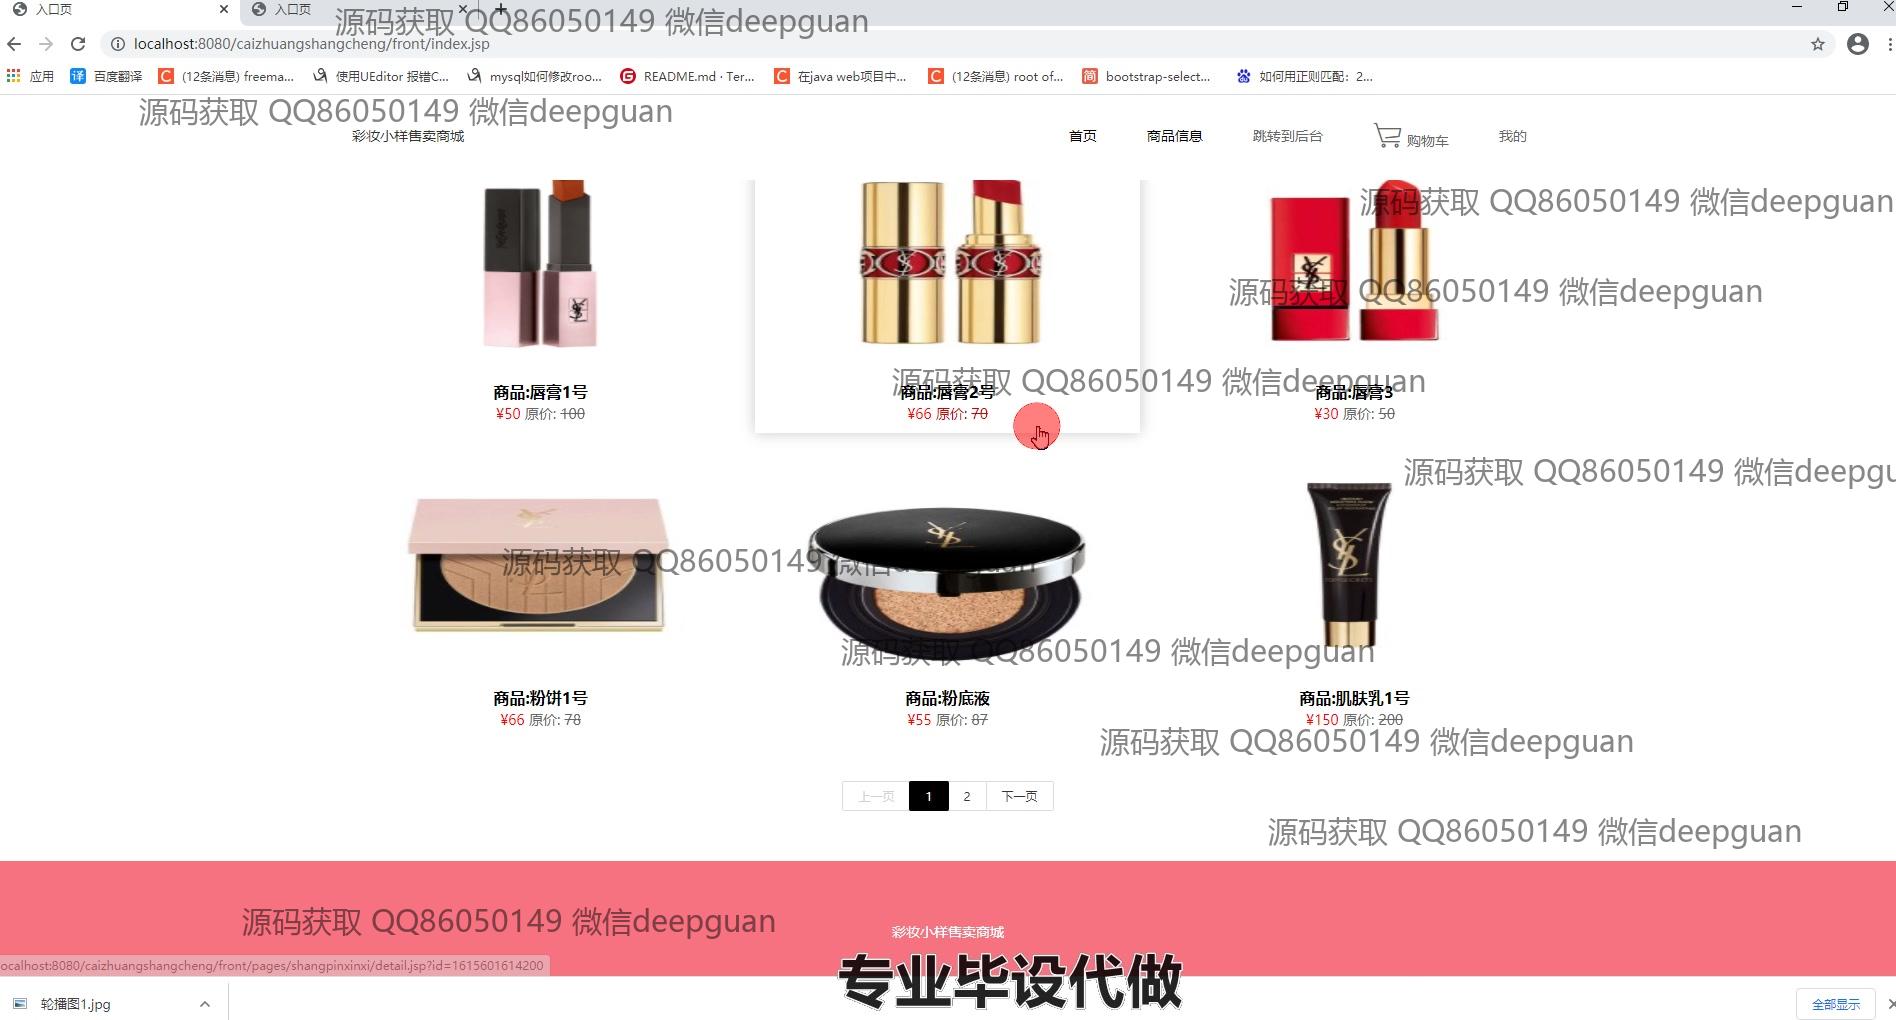 入口页
入口页
源码获取 QQ86050149 微信deepguan
localhost:8080/caizhuangshangcheng/front/index.jsp
应用
百度翻译
(12条消息) freema...
使用UEditor 报错C...
mysql如何修改roo...
README.md · Ter...
在java web项目中...
(12条消息) root of...
bootstrap-select...
如何用正则匹配：2...
源码获取 QQ86050149 微信deepguan
彩妆小样售卖商城
首页
商品信息
跳转到后台
购物车
我的
源码获取 QQ86050149 微信deepguan
源码获取 QQ86050149 微信deepguan
源码获取 QQ86050149 微信deepguan
商品:唇膏1号
¥50 原价: 100
商品:唇膏2号
¥66 原价: 70
商品:唇膏3
¥30 原价: 50
源码获取 QQ86050149 微信deepgu
源码获取 QQ86050149 微信deepguan
源码获取 QQ86050149 微信deepguan
商品:粉饼1号
¥66 原价: 78
商品:粉底液
¥55 原价: 87
商品:肌肤乳1号
¥150 原价: 200
源码获取 QQ86050149 微信deepguan
上一页
1
2
下一页
源码获取 QQ86050149 微信deepguan
源码获取 QQ86050149 微信deepguan
彩妆小样售卖商城
ocalhost:8080/caizhuangshangcheng/front/pages/shangpinxinxi/detail.jsp?id=1615601614200
专业毕设代做
轮播图1.jpg
全部显示